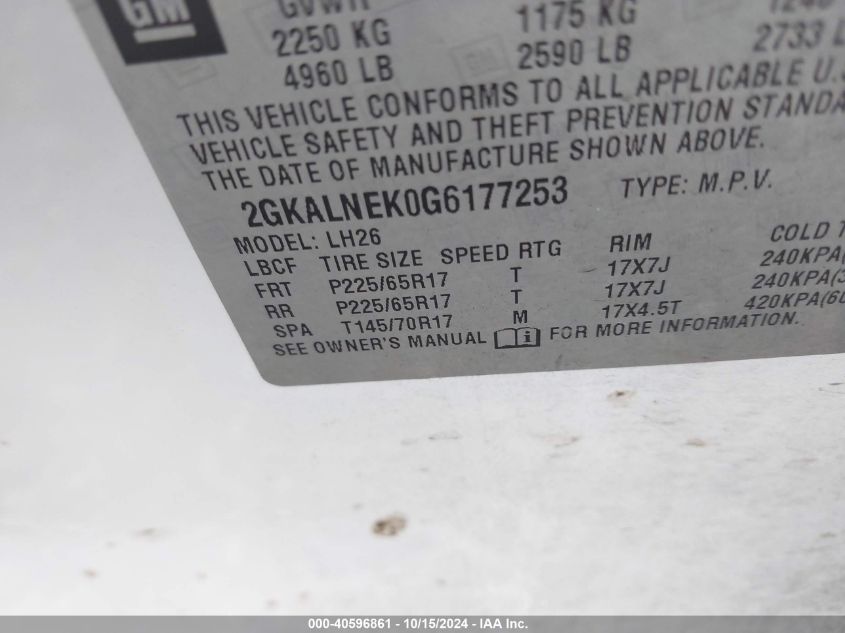 GM
GVWR
2250 KG 1175 KG
4960 LB 2590 LB 2733 L
THIS VEHICLE CONFORMS TO ALL APPLICABLE U.S
VEHICLE SAFETY AND THEFT PREVENTION STANDA
THE DATE OF MANUFACTURE SHOWN ABOVE.
2GKALNEK0G6177253 TYPE: M.P.V.
MODEL: LH26
LBCF TIRE SIZE SPEED RTG RIM COLD T
FRT P225/65R17 T 17X7J 240KPA(
RR P225/65R17 T 17X7J 240KPA(3
SPA T145/70R17 M 17X4.5T 420KPA(60
SEE OWNER'S MANUAL FOR MORE INFORMATION.
000-40596861 - 10/15/2024 - IAA Inc.